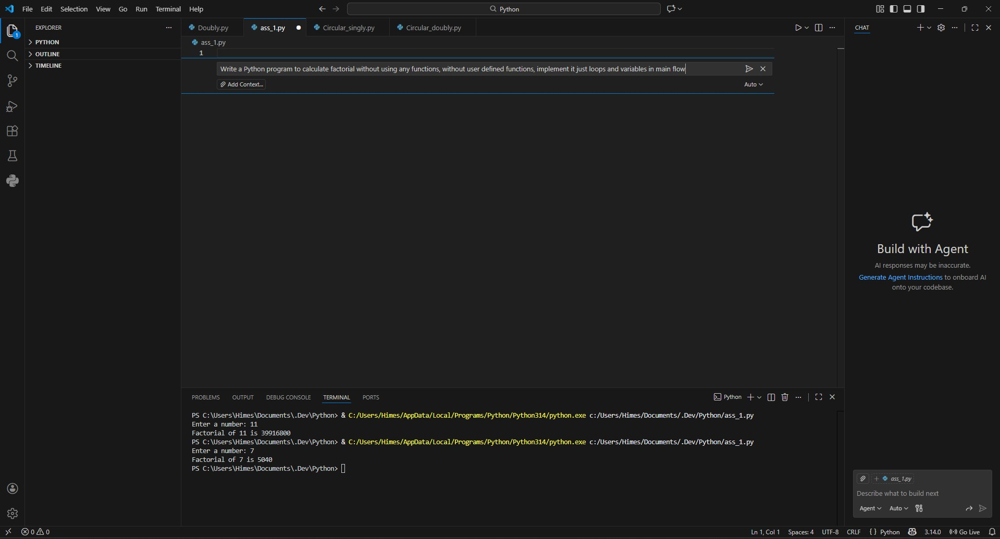 File Edit Selection View Go Run Terminal Help
Python
EXPLORER
1
PYTHON
OUTLINE
TIMELINE
Doubly.py
ass_1.py
Circular_singly.py
Circular_doubly.py
ass_1.py
1
Write a Python program to calculate factorial without using any functions, without user defined functions, implement it just loops and variables in main flow
Add Context...
Auto
PROBLEMS OUTPUT DEBUG CONSOLE TERMINAL PORTS
Python
PS C:\Users\Himes\Documents\.Dev\Python> & C:/Users/Himes/AppData/Local/Programs/Python/Python314/python.exe c:/Users/Himes/Documents/.Dev/Python/ass_1.py
Enter a number: 11
Factorial of 11 is 39916800
PS C:\Users\Himes\Documents\.Dev\Python> & C:/Users/Himes/AppData/Local/Programs/Python/Python314/python.exe c:/Users/Himes/Documents/.Dev/Python/ass_1.py
Enter a number: 7
Factorial of 7 is 5040
PS C:\Users\Himes\Documents\.Dev\Python>
CHAT
Build with Agent
AI responses may be inaccurate.
Generate Agent Instructions to onboard AI
onto your codebase.
ass_1.py
Describe what to build next
Agent Auto
0 0
Ln 1, Col 1 Spaces: 4 UTF-8 CRLF { } Python 3.14.0 Go Live